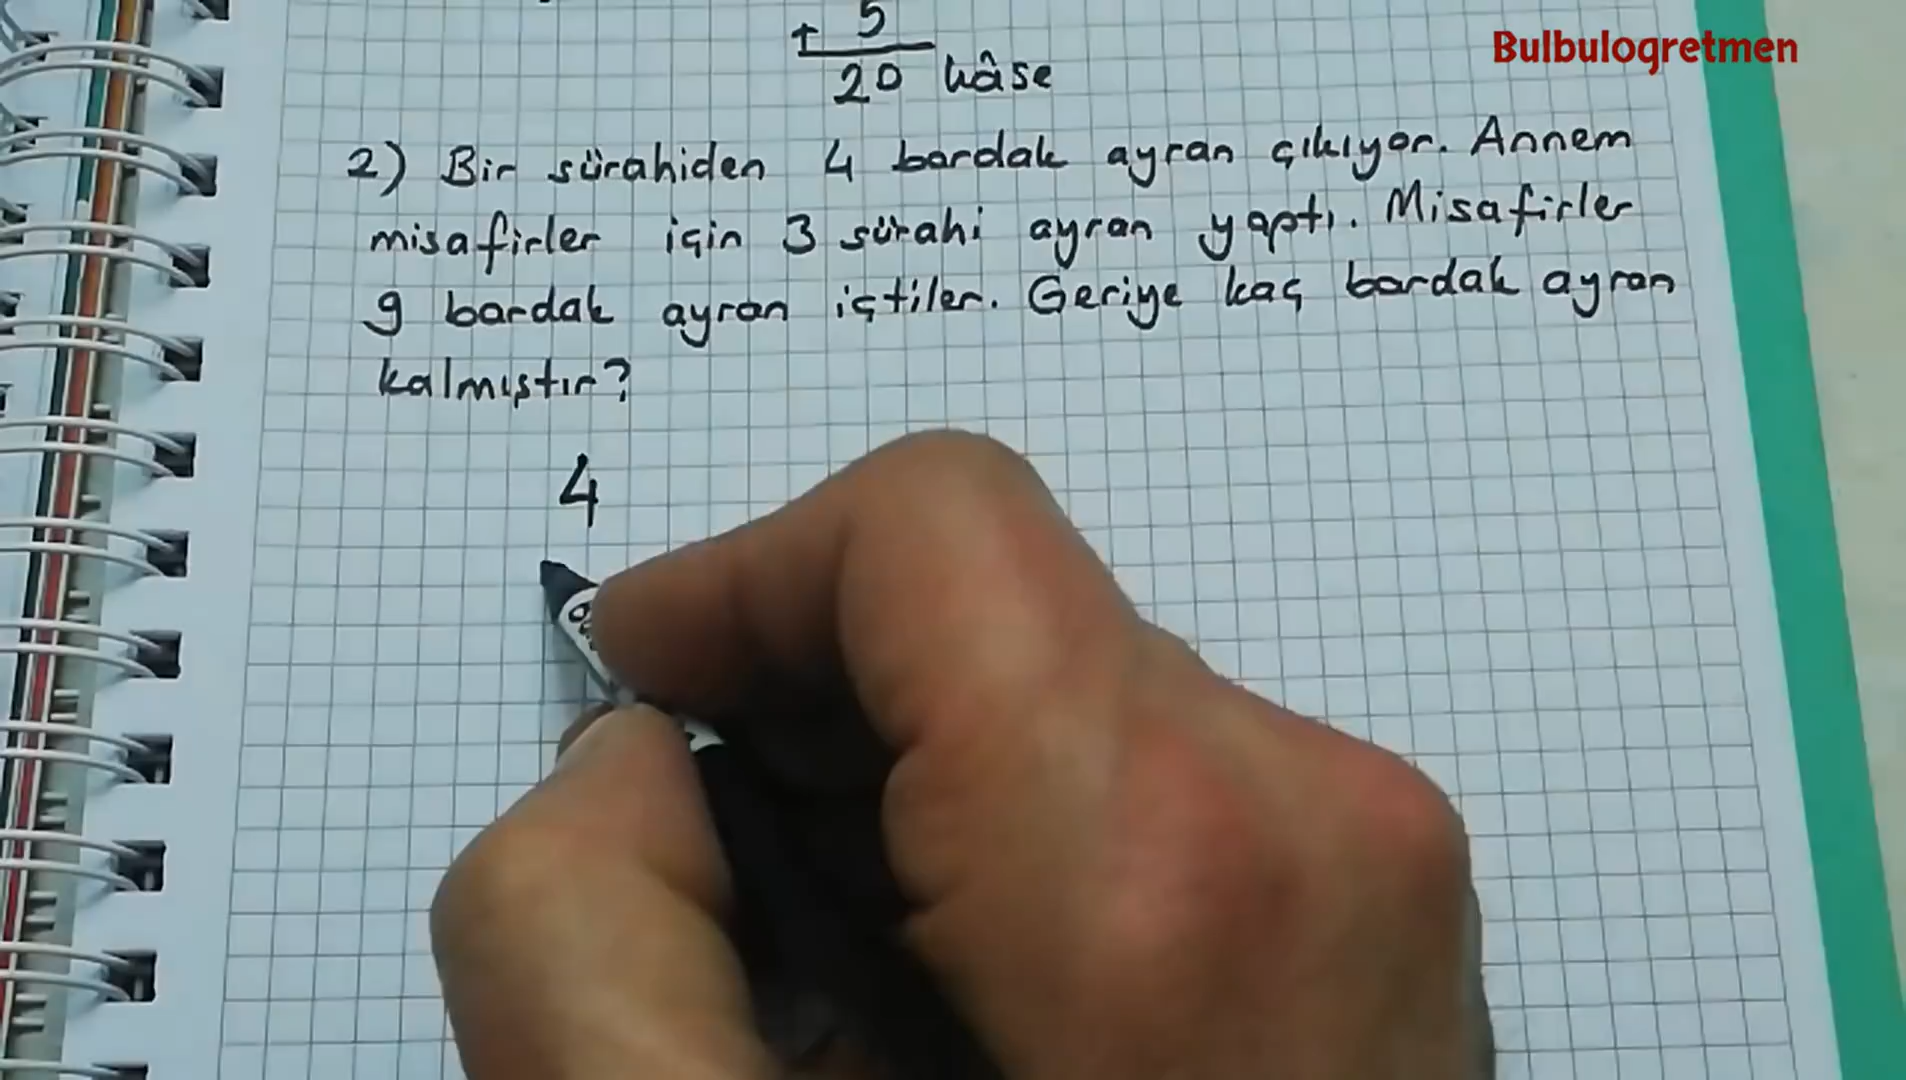 Bulbulogretmen
+ 5
20 kâse
2) Bir sürahiden 4 bardak ayran çıkıyor. Annem
misafirler için 3 sürahi ayran yaptı. Misafirler
9 bardak ayran içtiler. Geriye kaç bardak ayran
kalmıştır?
4